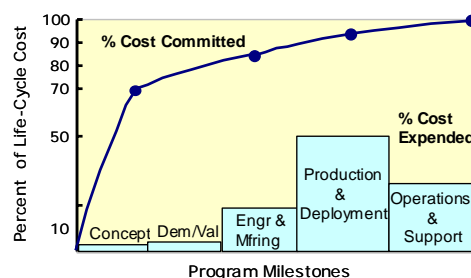 100
90
80
70
50
10
Percent of Life-Cycle Cost
% Cost Committed
% Cost
Expended
Concept
Dem/Val
Engr &
Mfring
Production
&
Deployment
Operations
&
Support
Program Milestones